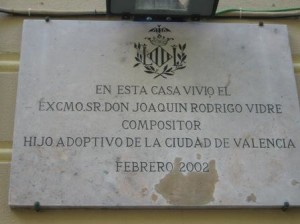 EN ESTA CASA VIVIO EL
EXCMO. SR. DON JOAQUIN RODRIGO VIDRE
COMPOSITOR
HIJO ADOPTIVO DE LA CIUDAD DE VALENCIA
FEBRERO 2002